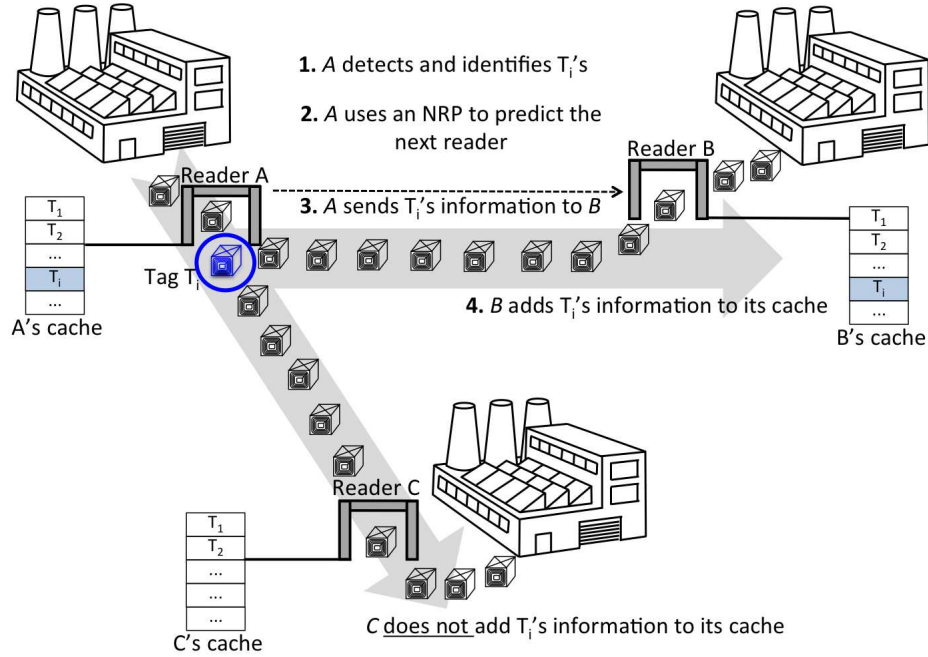 1. A detects and identifies Ti's
2. A uses an NRP to predict the
next reader
Reader A
Reader B
3. A sends Ti's information to B
T1
T2
...
Ti
...
A's cache
Tag Ti
T1
T2
...
Ti
...
B's cache
4. B adds Ti's information to its cache
Reader C
T1
T2
...
...
...
C's cache
C does not add Ti's information to its cache